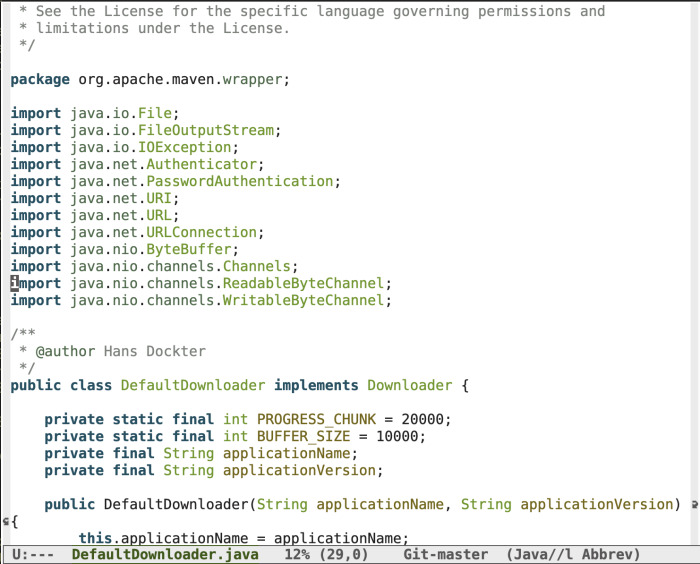 * See the License for the specific language governing permissions and
 * limitations under the License.
 */

package org.apache.maven.wrapper;

import java.io.File;
import java.io.FileOutputStream;
import java.io.IOException;
import java.net.Authenticator;
import java.net.PasswordAuthentication;
import java.net.URI;
import java.net.URL;
import java.net.URLConnection;
import java.nio.ByteBuffer;
import java.nio.channels.Channels;
import java.nio.channels.ReadableByteChannel;
import java.nio.channels.WritableByteChannel;

/**
 * @author Hans Dockter
 */
public class DefaultDownloader implements Downloader {

    private static final int PROGRESS_CHUNK = 20000;
    private static final int BUFFER_SIZE = 10000;
    private final String applicationName;
    private final String applicationVersion;

    public DefaultDownloader(String applicationName, String applicationVersion)
{
        this.applicationName = applicationName;
U:---  DefaultDownloader.java   12% (29,0)    Git-master  (Java//l Abbrev)